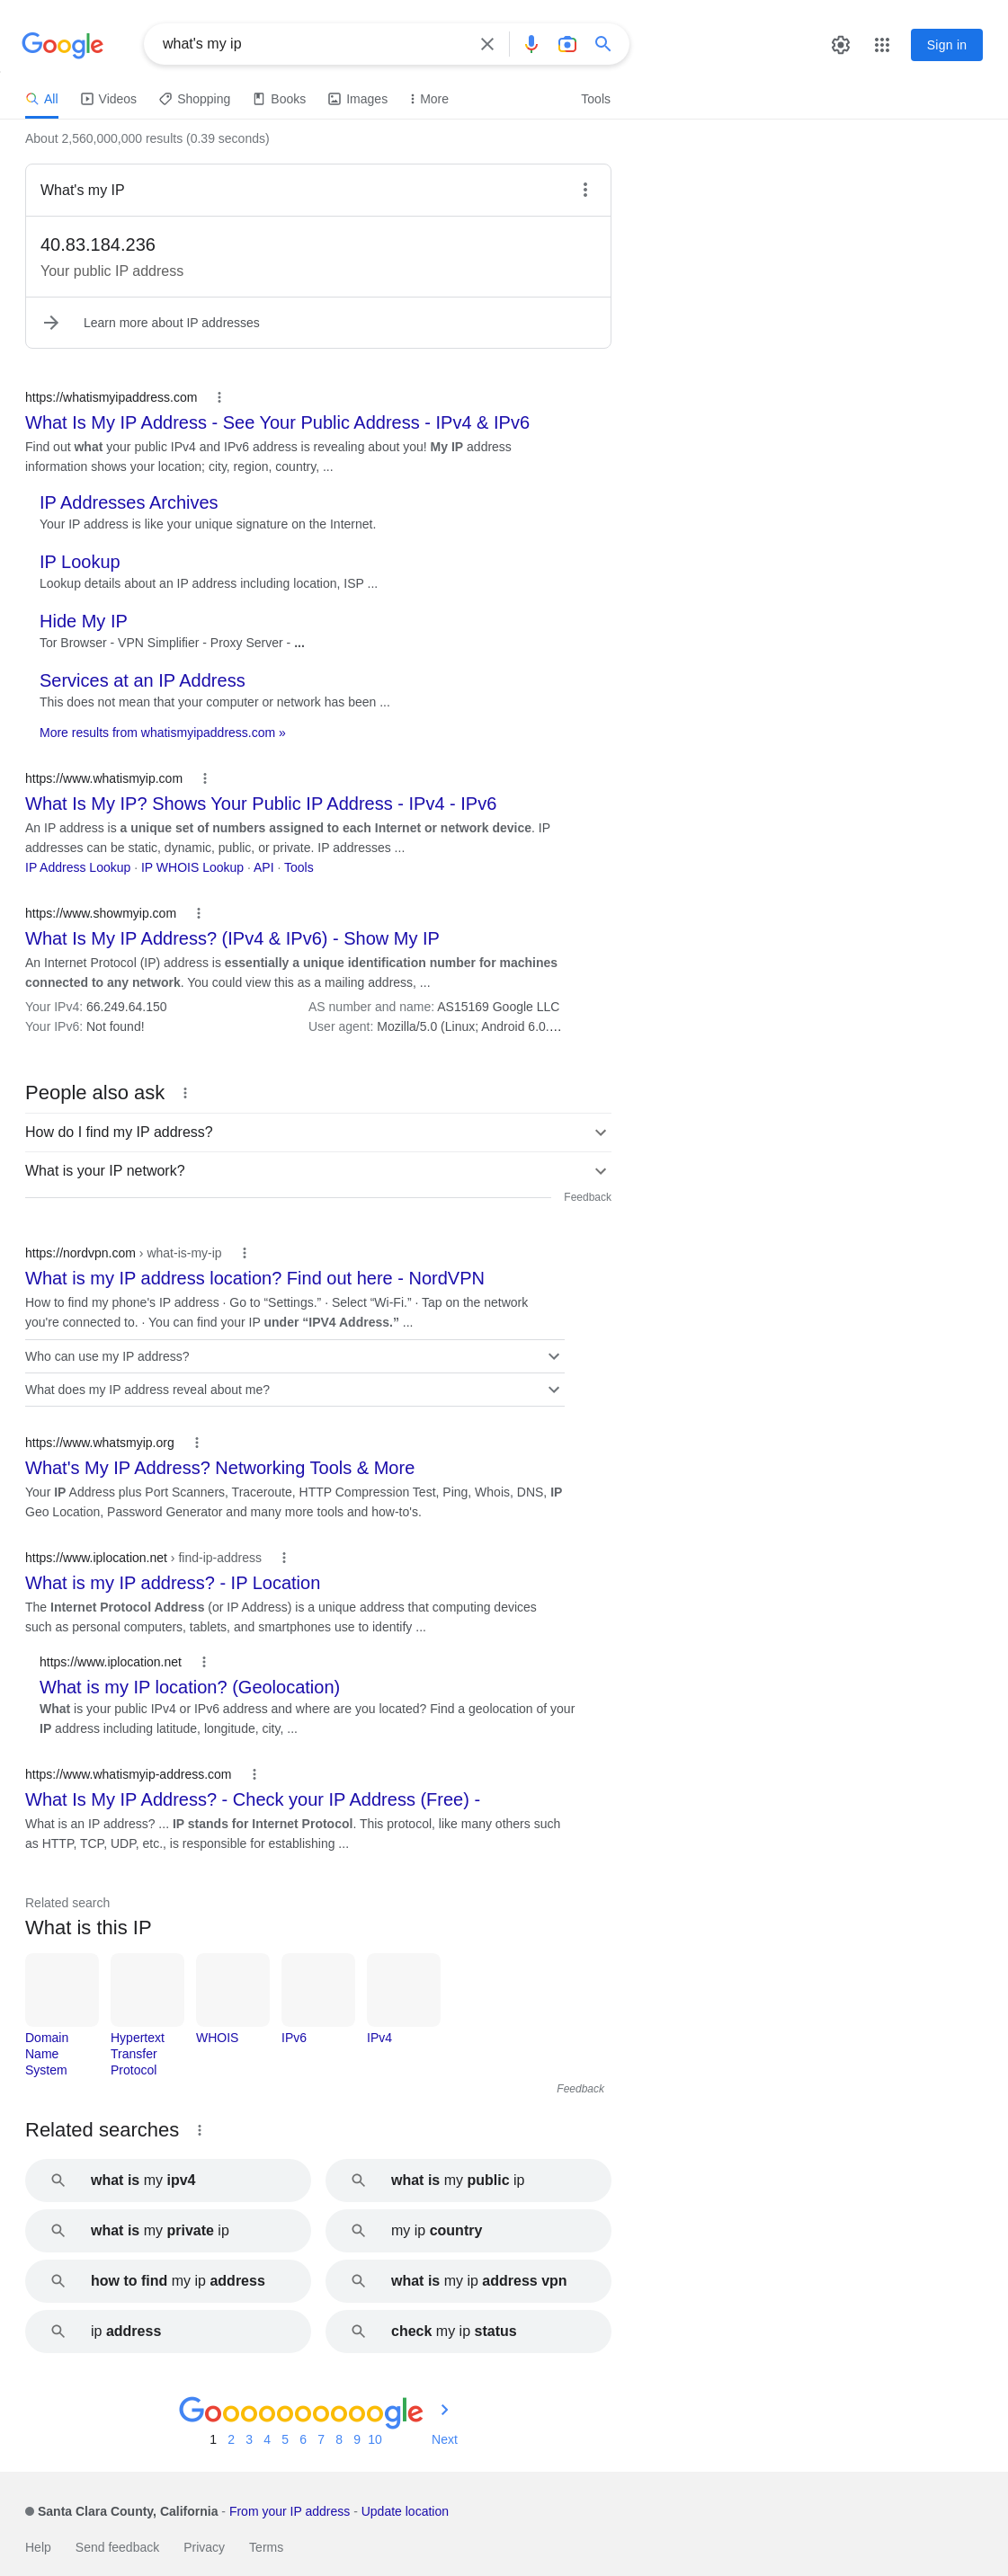 Google
what's my ip
Sign in
All Videos Shopping Books Images More Tools
About 2,560,000,000 results (0.39 seconds)
What's my IP
40.83.184.236
Your public IP address
Learn more about IP addresses
https://whatismyipaddress.com
What Is My IP Address - See Your Public Address - IPv4 & IPv6
Find out what your public IPv4 and IPv6 address is revealing about you! My IP address
information shows your location; city, region, country, ...
IP Addresses Archives
Your IP address is like your unique signature on the Internet.
IP Lookup
Lookup details about an IP address including location, ISP ...
Hide My IP
Tor Browser - VPN Simplifier - Proxy Server - ...
Services at an IP Address
This does not mean that your computer or network has been ...
More results from whatismyipaddress.com »
https://www.whatismyip.com
What Is My IP? Shows Your Public IP Address - IPv4 - IPv6
An IP address is a unique set of numbers assigned to each Internet or network device. IP
addresses can be static, dynamic, public, or private. IP addresses ...
IP Address Lookup · IP WHOIS Lookup · API · Tools
https://www.showmyip.com
What Is My IP Address? (IPv4 & IPv6) - Show My IP
An Internet Protocol (IP) address is essentially a unique identification number for machines
connected to any network. You could view this as a mailing address, ...
Your IPv4: 66.249.64.150 AS number and name: AS15169 Google LLC
Your IPv6: Not found! User agent: Mozilla/5.0 (Linux; Android 6.0....
People also ask
How do I find my IP address?
What is your IP network?
Feedback
https://nordvpn.com › what-is-my-ip
What is my IP address location? Find out here - NordVPN
How to find my phone's IP address · Go to “Settings.” · Select “Wi-Fi.” · Tap on the network
you're connected to. · You can find your IP under “IPV4 Address.” ...
Who can use my IP address?
What does my IP address reveal about me?
https://www.whatsmyip.org
What's My IP Address? Networking Tools & More
Your IP Address plus Port Scanners, Traceroute, HTTP Compression Test, Ping, Whois, DNS, IP
Geo Location, Password Generator and many more tools and how-to's.
https://www.iplocation.net › find-ip-address
What is my IP address? - IP Location
The Internet Protocol Address (or IP Address) is a unique address that computing devices
such as personal computers, tablets, and smartphones use to identify ...
https://www.iplocation.net
What is my IP location? (Geolocation)
What is your public IPv4 or IPv6 address and where are you located? Find a geolocation of your
IP address including latitude, longitude, city, ...
https://www.whatismyip-address.com
What Is My IP Address? - Check your IP Address (Free) -
What is an IP address? ... IP stands for Internet Protocol. This protocol, like many others such
as HTTP, TCP, UDP, etc., is responsible for establishing ...
Related search
What is this IP
Domain Name System
Hypertext Transfer Protocol
WHOIS
IPv6
IPv4
Feedback
Related searches
what is my ipv4
what is my public ip
what is my private ip
my ip country
how to find my ip address
what is my ip address vpn
ip address
check my ip status
Goooooooooogle
1 2 3 4 5 6 7 8 9 10 Next
Santa Clara County, California - From your IP address - Update location
Help Send feedback Privacy Terms